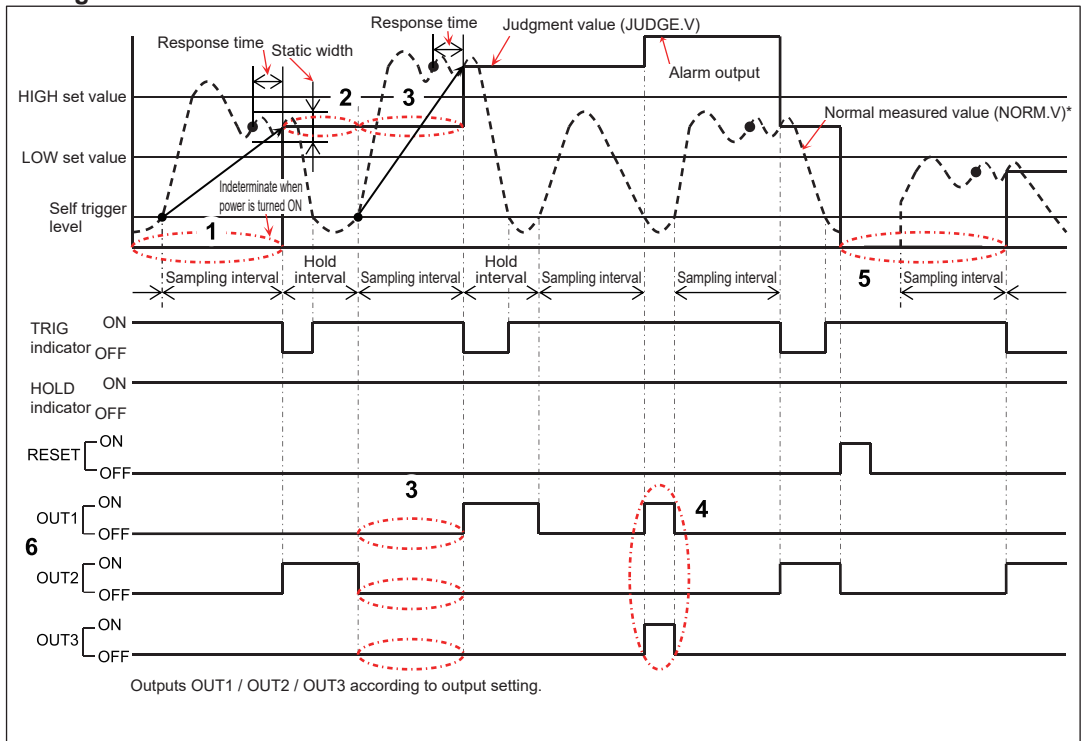 Response time
Judgment value (JUDGE.V)
Response time
Static width
Alarm output
HIGH set value
2
3
Normal measured value (NORM.V)*
LOW set value
Indeterminate when
power is turned ON
Self trigger
level
1
Sampling interval
Hold
interval
Sampling interval
Hold
interval
Sampling interval
Sampling interval
5
Sampling interval
TRIG
indicator
ON
OFF
HOLD
indicator
ON
OFF
RESET
ON
OFF
3
OUT1
ON
OFF
4
6
OUT2
ON
OFF
OUT3
ON
OFF
Outputs OUT1 / OUT2 / OUT3 according to output setting.